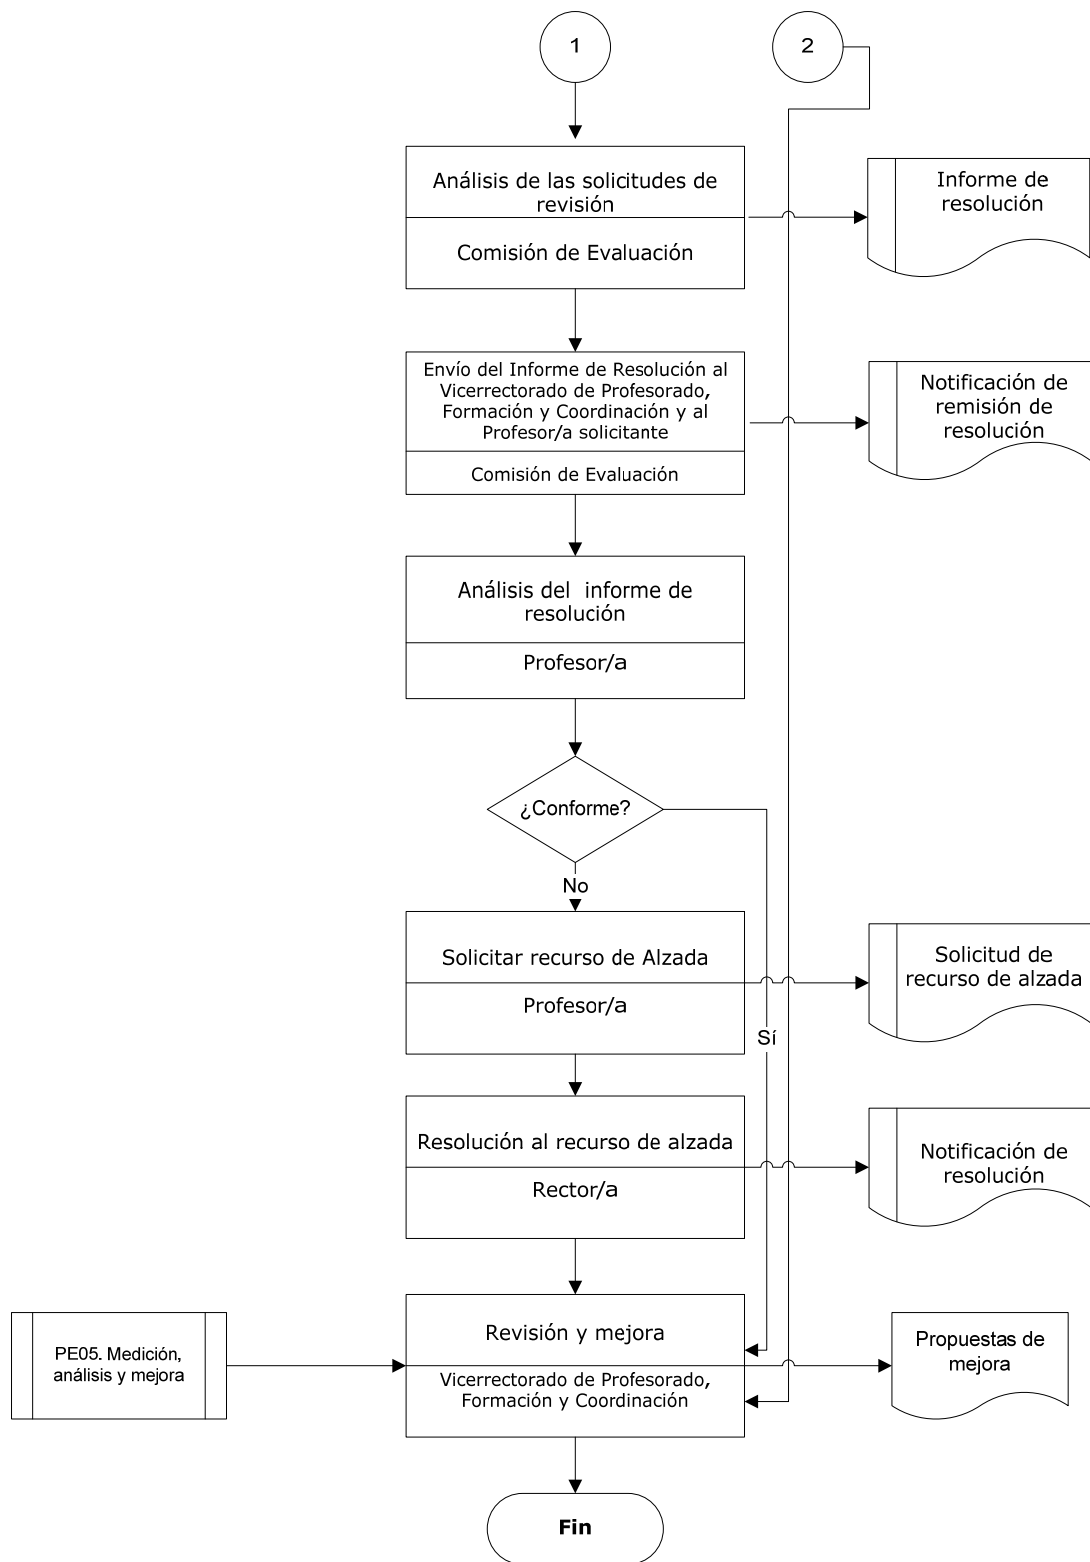 1
2
Análisis de las solicitudes de
revisión
Comisión de Evaluación
Informe de
resolución
Envío del Informe de Resolución al
Vicerrectorado de Profesorado,
Formación y Coordinación y al
Profesor/a solicitante
Comisión de Evaluación
Notificación de
remisión de
resolución
Análisis del informe de
resolución
Profesor/a
¿Conforme?
No
Solicitar recurso de Alzada
Profesor/a
Solicitud de
recurso de alzada
Sí
Resolución al recurso de alzada
Rector/a
Notificación de
resolución
PE05. Medición,
análisis y mejora
Revisión y mejora
Vicerrectorado de Profesorado,
Formación y Coordinación
Propuestas de
mejora
Fin